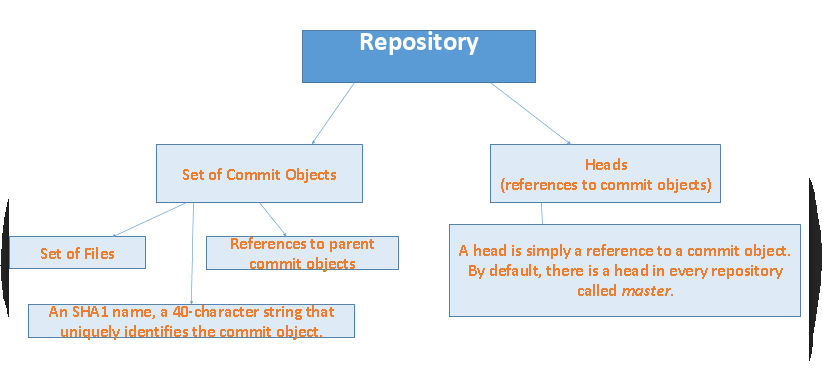 Repository
Set of Commit Objects
Heads
(references to commit objects)
Set of Files
References to parent
commit objects
A head is simply a reference to a commit object.
By default, there is a head in every repository
called master.
An SHA1 name, a 40-character string that
uniquely identifies the commit object.